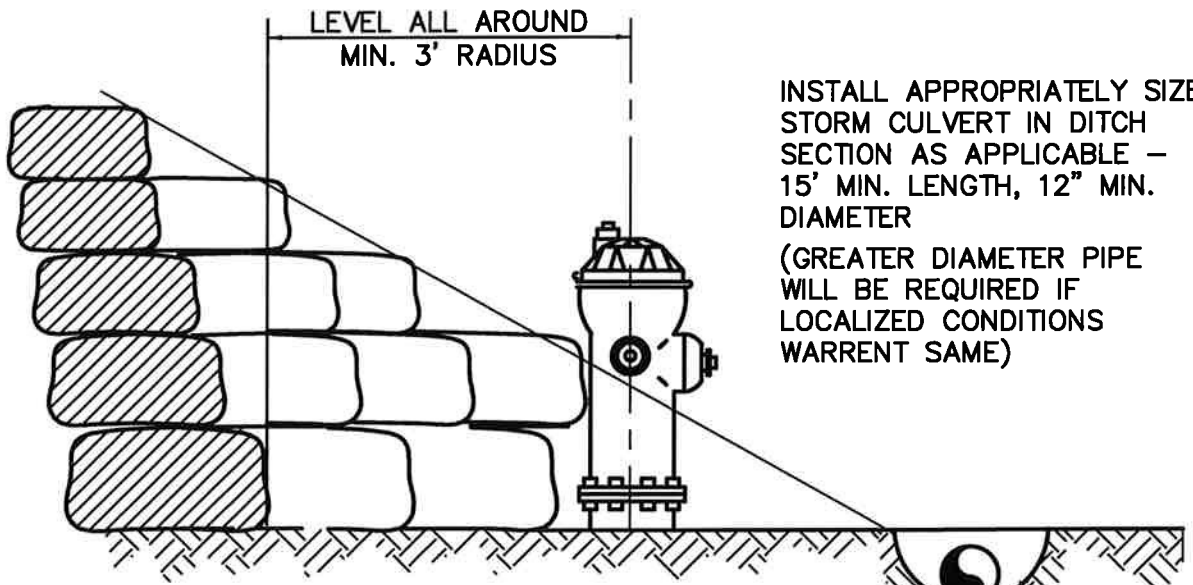 LEVEL ALL AROUND
MIN. 3' RADIUS
INSTALL APPROPRIATELY SIZE
STORM CULVERT IN DITCH
SECTION AS APPLICABLE –
15' MIN. LENGTH, 12" MIN.
DIAMETER
(GREATER DIAMETER PIPE
WILL BE REQUIRED IF
LOCALIZED CONDITIONS
WARRENT SAME)